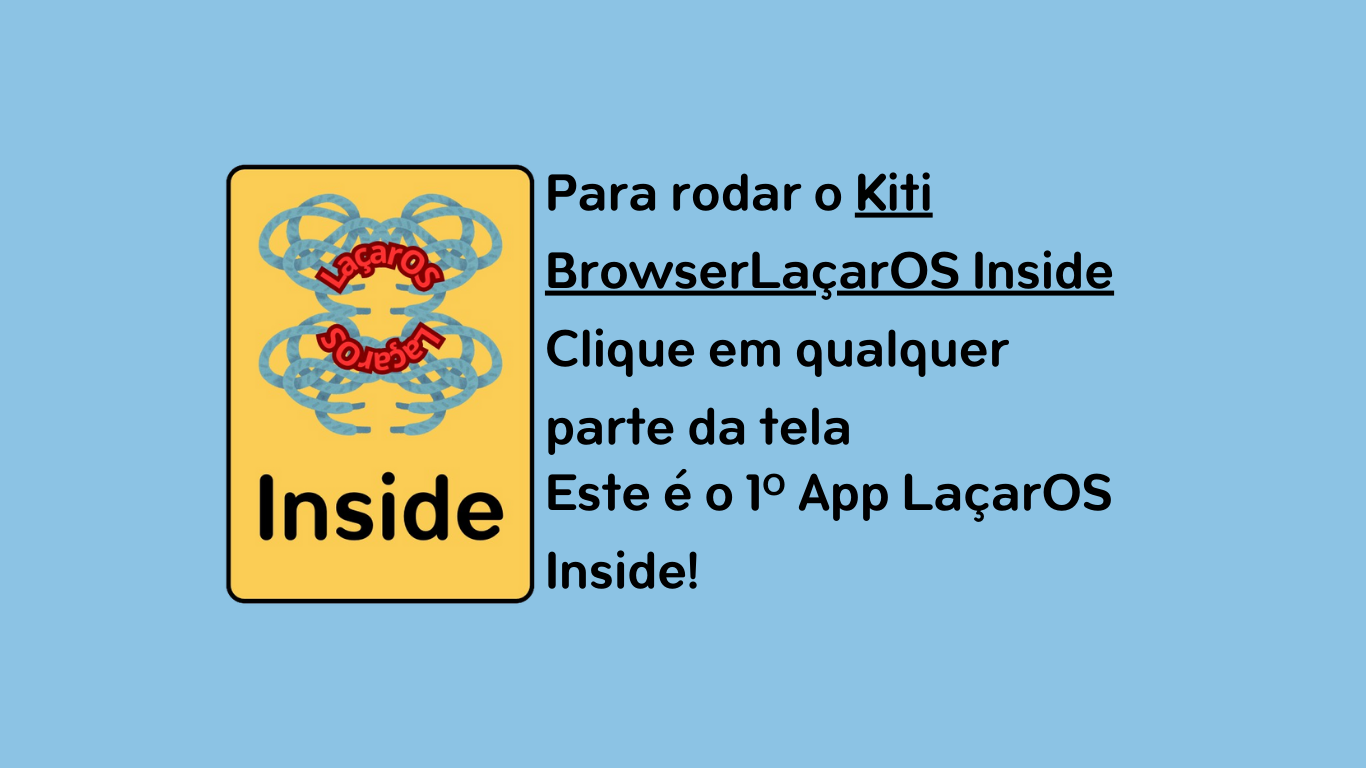 LaçarOS
LaçarOS
Inside
Para rodar o Kiti
BrowserLaçarOS Inside
Clique em qualquer
parte da tela
Este é o 1º App LaçarOS
Inside!